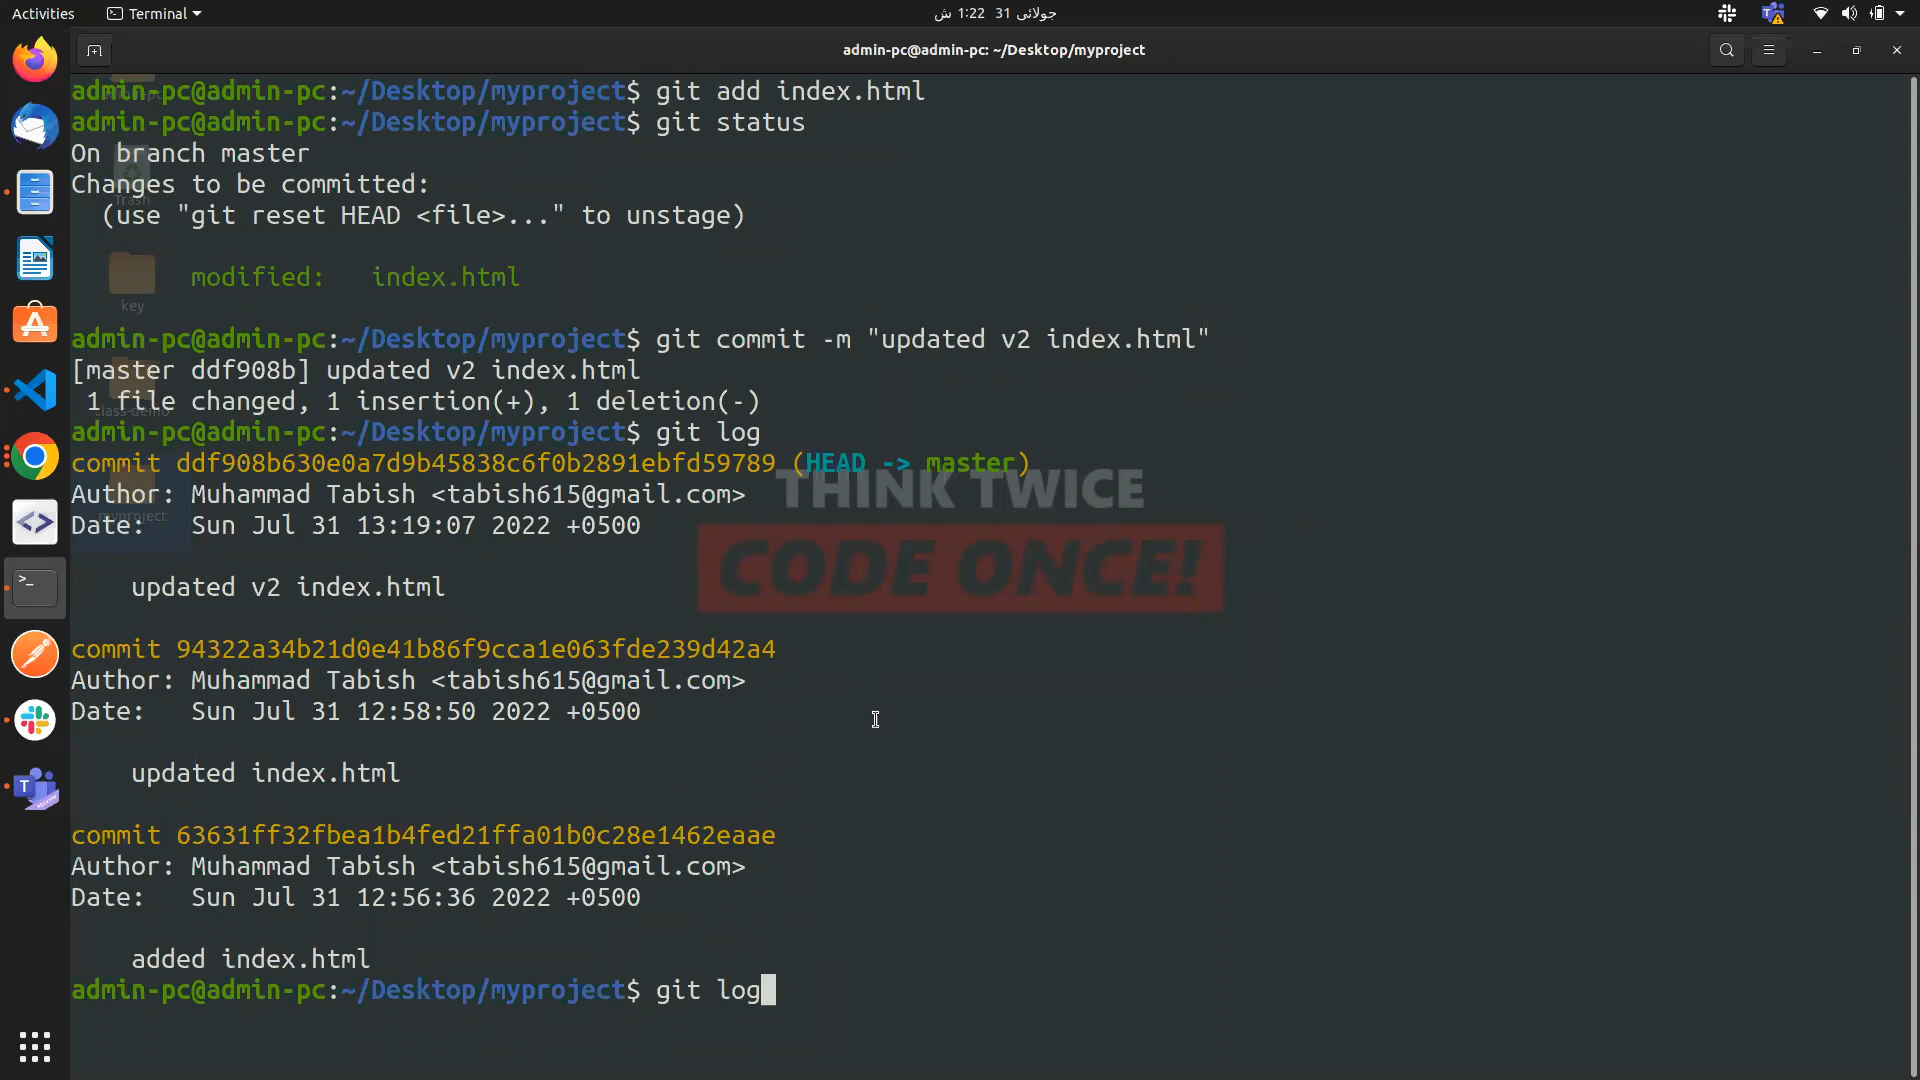 Activities Terminal جولائی 31 1:22 ش
admin-pc@admin-pc: ~/Desktop/myproject
admin-pc@admin-pc:~/Desktop/myproject$ git add index.html
admin-pc@admin-pc:~/Desktop/myproject$ git status
On branch master
Changes to be committed:
(use "git reset HEAD <file>..." to unstage)
Trash
modified: index.html
key
admin-pc@admin-pc:~/Desktop/myproject$ git commit -m "updated v2 index.html"
[master ddf908b] updated v2 index.html
1 file changed, 1 insertion(+), 1 deletion(-)
class-demo
admin-pc@admin-pc:~/Desktop/myproject$ git log
commit ddf908b630e0a7d9b45838c6f0b2891ebfd59789 (HEAD -> master)
Author: Muhammad Tabish <tabish615@gmail.com>
THINK TWICE
myproject
Date: Sun Jul 31 13:19:07 2022 +0500
CODE ONCE!
updated v2 index.html
commit 94322a34b21d0e41b86f9cca1e063fde239d42a4
Author: Muhammad Tabish <tabish615@gmail.com>
Date: Sun Jul 31 12:58:50 2022 +0500
updated index.html
commit 63631ff32fbea1b4fed21ffa01b0c28e1462eaae
Author: Muhammad Tabish <tabish615@gmail.com>
Date: Sun Jul 31 12:56:36 2022 +0500
added index.html
admin-pc@admin-pc:~/Desktop/myproject$ git log